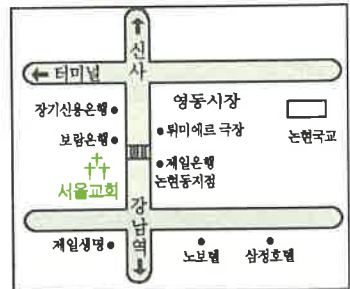 ↑
신사
← 터미널
장기신용은행
영동시장
보람은행
뤼미에르 극장
논현국교
제일은행
논현동지점
서울교회
강남역
↓
제일생명
노보텔
삼정호텔